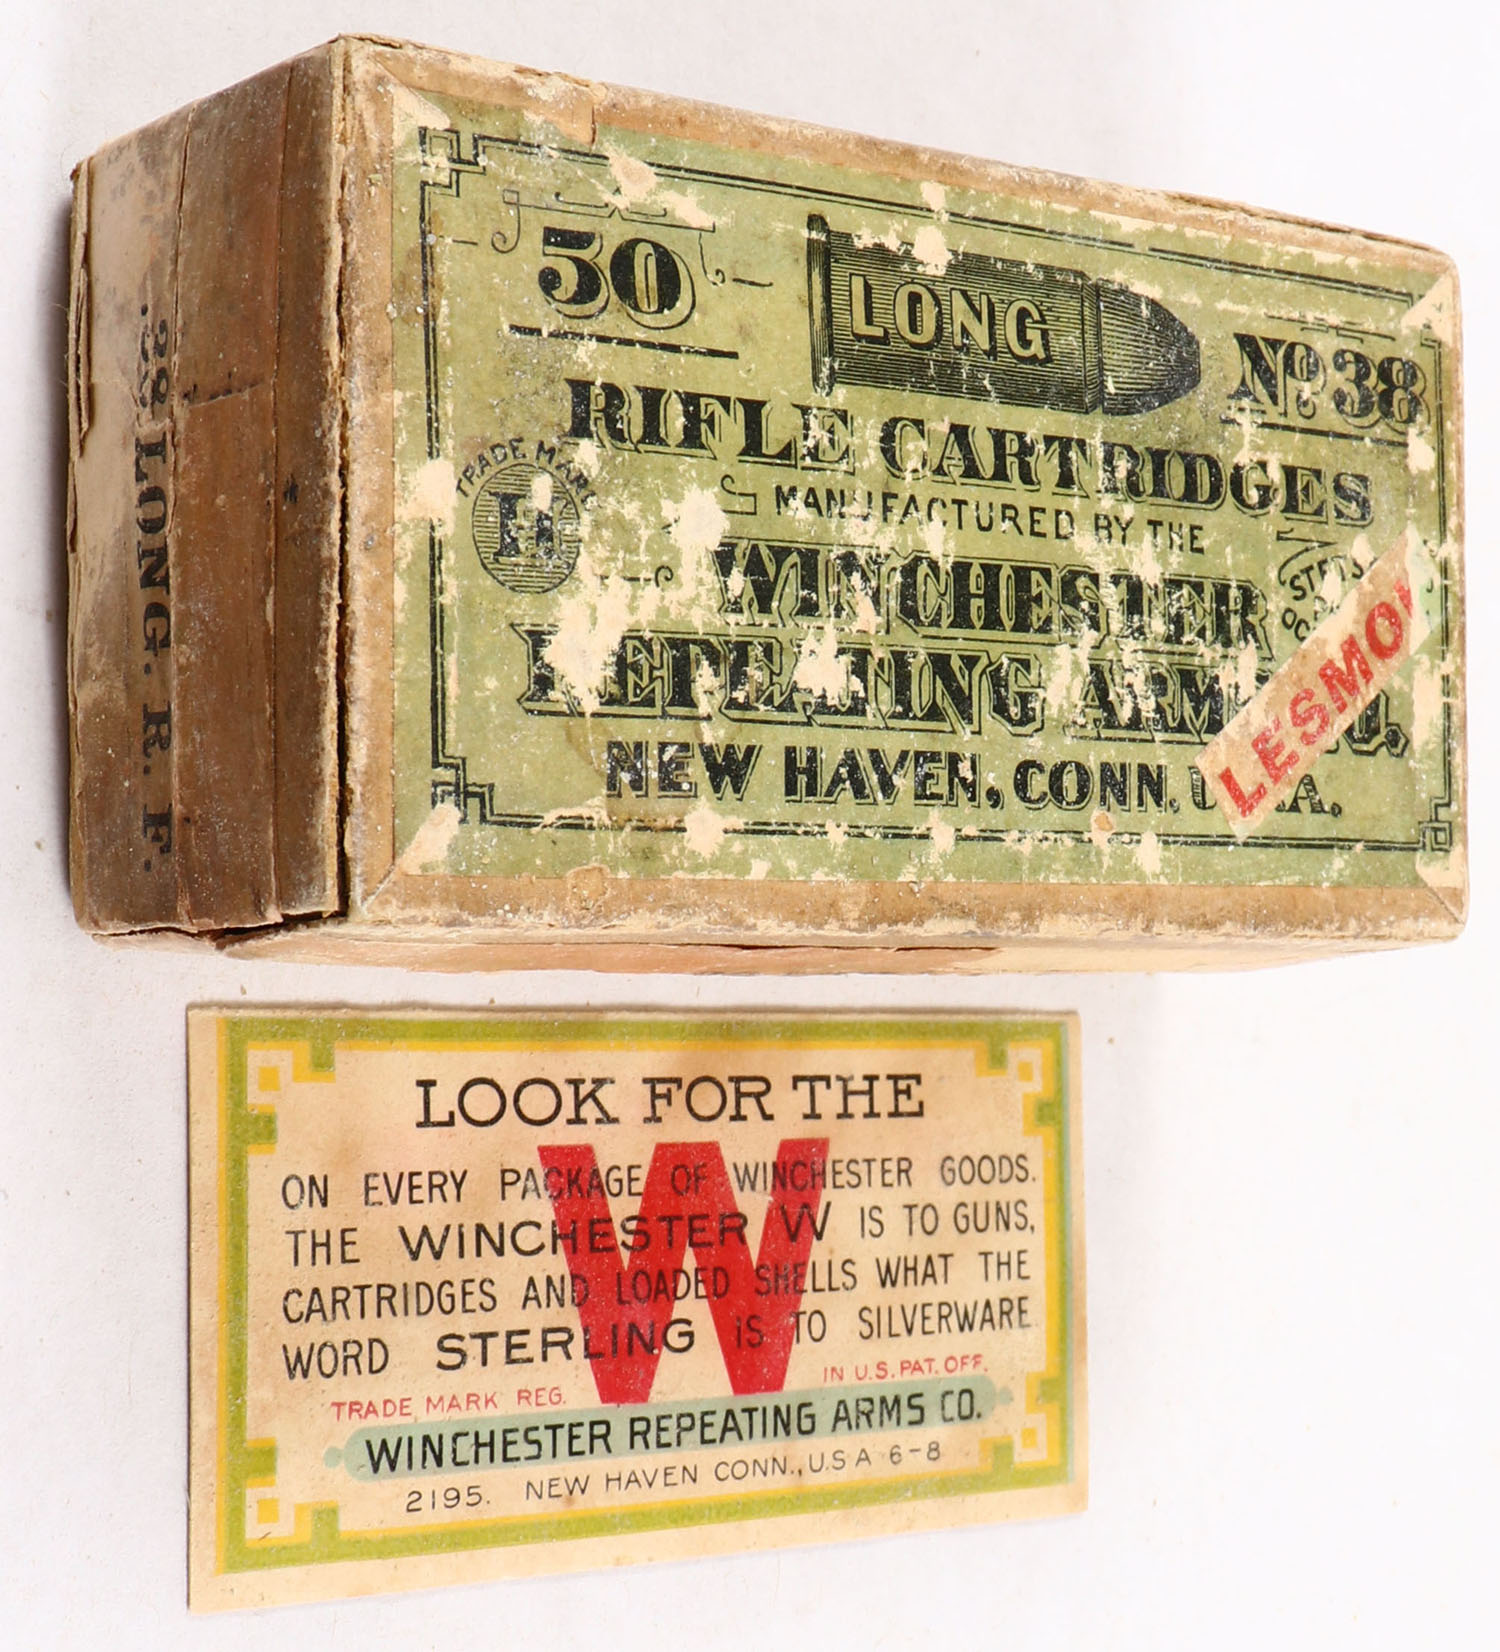 50
LONG
No 38
RIFLE CARTRIDGES
TRADE MARK
H
MANUFACTURED BY THE
WINCHESTER
REPEATING ARMS CO.
NEW HAVEN, CONN. U.S.A.
LESMOK
38 LONG. R. F.
LOOK FOR THE
W
ON EVERY PACKAGE OF WINCHESTER GOODS.
THE WINCHESTER W IS TO GUNS,
CARTRIDGES AND LOADED SHELLS WHAT THE
WORD STERLING IS TO SILVERWARE
TRADE MARK REG. IN U.S. PAT. OFF.
WINCHESTER REPEATING ARMS CO.
2195. NEW HAVEN CONN., U.S A 6-8